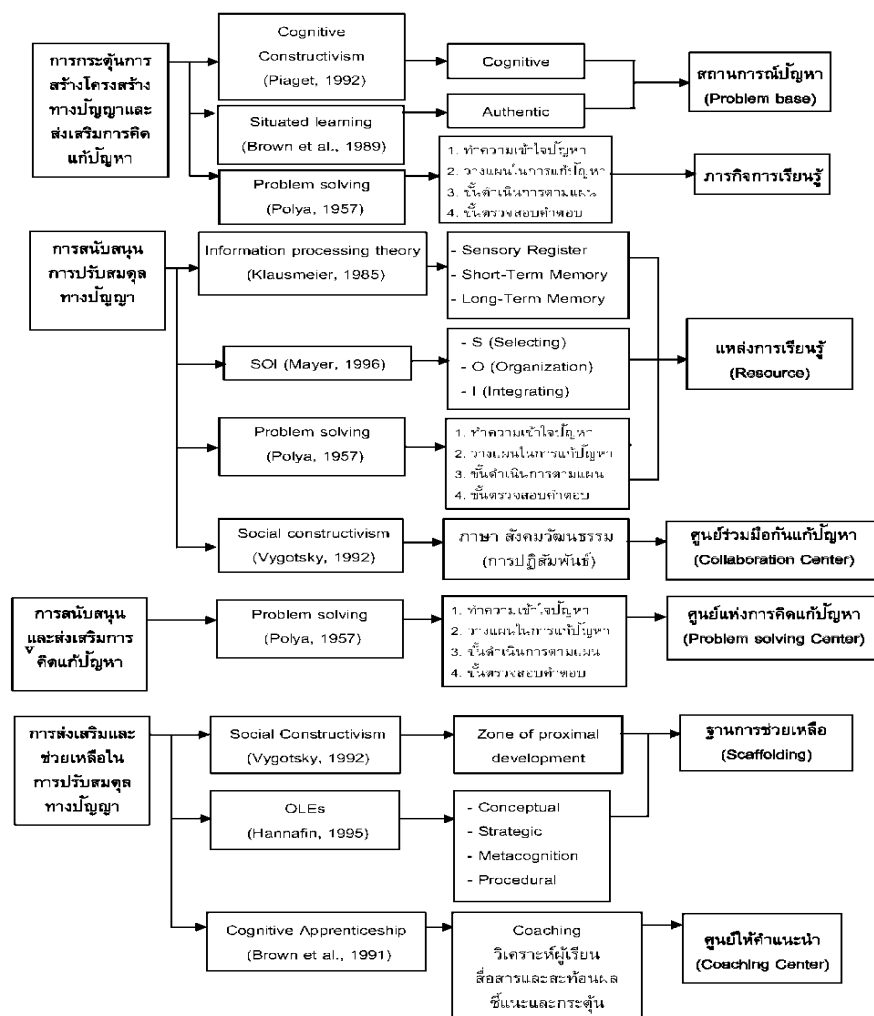 การกระตุ้นการ
สร้างโครงสร้าง
ทางปัญญาและ
ส่งเสริมการคิด
แก้ปัญหา
Cognitive
Constructivism
(Piaget, 1992)
Cognitive
สถานการณ์ปัญหา
(Problem base)
Situated learning
(Brown et al., 1989)
Authentic
Problem solving
(Polya, 1957)
1. ทำความเข้าใจปัญหา
2. วางแผนในการแก้ปัญหา
3. ขั้นดำเนินการตามแผน
4. ขั้นตรวจสอบคำตอบ
ภารกิจการเรียนรู้
การสนับสนุน
การปรับสมดุล
ทางปัญญา
Information processing theory
(Klausmeier, 1985)
- Sensory Register
- Short-Term Memory
- Long-Term Memory
SOI (Mayer, 1996)
- S (Selecting)
- O (Organization)
- I (Integrating)
แหล่งการเรียนรู้
(Resource)
Problem solving
(Polya, 1957)
1. ทำความเข้าใจปัญหา
2. วางแผนในการแก้ปัญหา
3. ขั้นดำเนินการตามแผน
4. ขั้นตรวจสอบคำตอบ
Social constructivism
(Vygotsky, 1992)
ภาษา สังคมวัฒนธรรม
(การปฏิสัมพันธ์)
ศูนย์ร่วมมือกันแก้ปัญหา
(Collaboration Center)
การสนับสนุน
และส่งเสริมการ
คิดแก้ปัญหา
Problem solving
(Polya, 1957)
1. ทำความเข้าใจปัญหา
2. วางแผนในการแก้ปัญหา
3. ขั้นดำเนินการตามแผน
4. ขั้นตรวจสอบคำตอบ
ศูนย์แห่งการคิดแก้ปัญหา
(Problem solving Center)
การส่งเสริมและ
ช่วยเหลือใน
การปรับสมดุล
ทางปัญญา
Social Constructivism
(Vygotsky, 1992)
Zone of proximal
development
ฐานการช่วยเหลือ
(Scaffolding)
OLEs
(Hannafin, 1995)
- Conceptual
- Strategic
- Metacognition
- Procedural
Cognitive Apprenticeship
(Brown et al., 1991)
Coaching
วิเคราะห์ผู้เรียน
สื่อสารและสะท้อนผล
ชี้แนะและกระตุ้น
ศูนย์ให้คำแนะนำ
(Coaching Center)